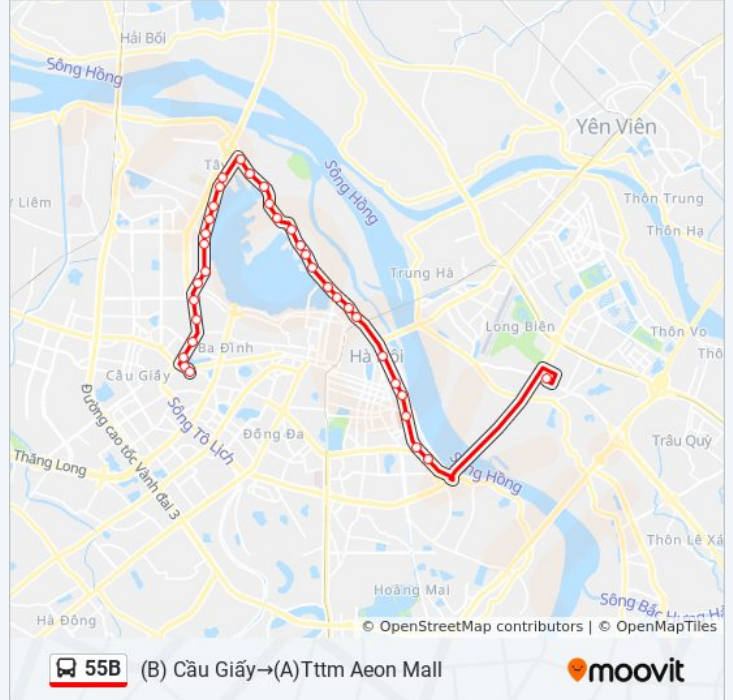 Hải Bối
Sông Hồng
Yên Viên
Tâ
Sông Hồng
Thôn Trung
Liêm
Thôn Hạ
Trung Hà
Long Biên
Thôn Vo
Ba Đình
Hà Nội
Thô
Cầu Giấy
Đường cao tốc Vành đai 3
Sông Tô Lịch
Đống Đa
Trâu Quỳ
Thăng Long
Sông Hồng
Thôn Lê Xá
Hoàng Mai
Sông Bắc Hưng Hả
Hà Đông
© OpenStreetMap contributors | © OpenMapTiles
55B (B) Cầu Giấy→(A)Tttm Aeon Mall
moovit